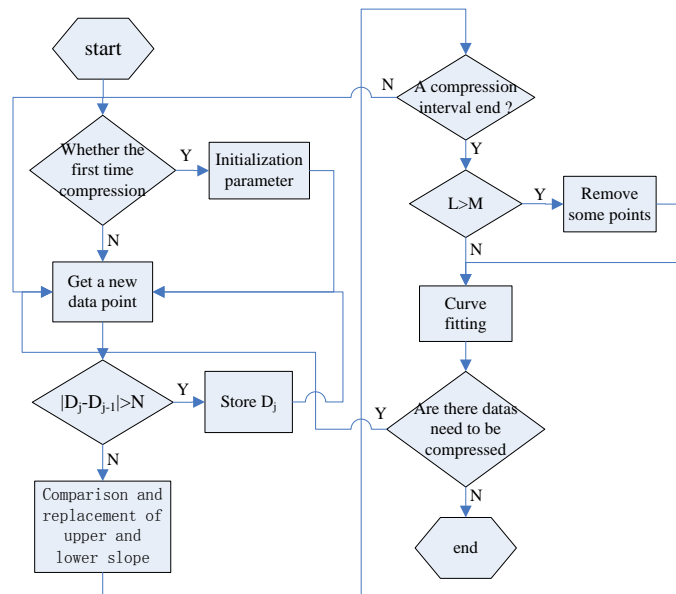 start
Whether the
first time
compression
Y
Initialization
parameter
N
Get a new
data point
|Dj-Dj-1|>N
Y
Store Dj
N
Comparison and
replacement of
upper and
lower slope
N
A compression
interval end ?
Y
L>M
Y
Remove
some points
N
Curve
fitting
Y
Are there datas
need to be
compressed
N
end